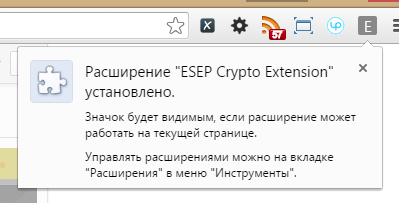 X
57
up
E
Расширение "ESEP Crypto Extension"
установлено.
Значок будет видимым, если расширение может
работать на текущей странице.
Управлять расширениями можно на вкладке
"Расширения" в меню "Инструменты".